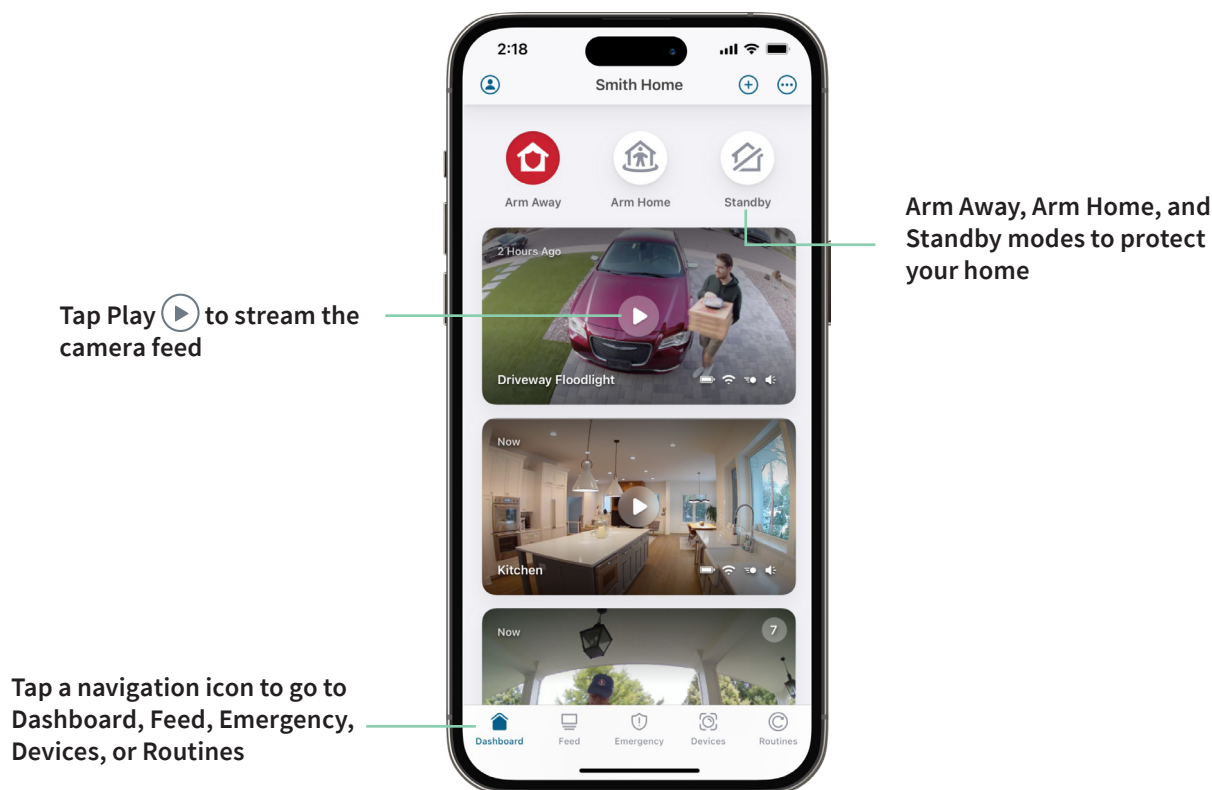 2:18
Smith Home
Arm Away
Arm Home
Standby
Arm Away, Arm Home, and
Standby modes to protect
your home
2 Hours Ago
Tap Play to stream the
camera feed
Driveway Floodlight
Now
Kitchen
Now
7
Tap a navigation icon to go to
Dashboard, Feed, Emergency,
Devices, or Routines
Dashboard
Feed
Emergency
Devices
Routines